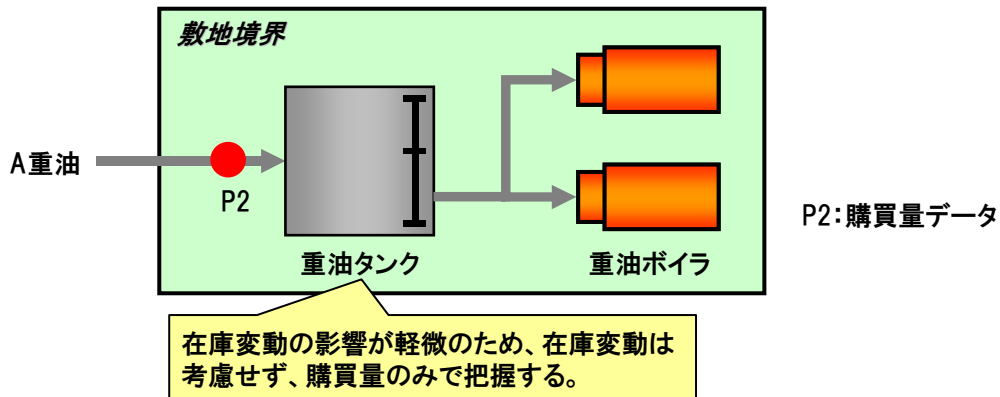 敷地境界
A重油
P2
重油タンク
重油ボイラ
P2：購買量データ
在庫変動の影響が軽微のため、在庫変動は
考慮せず、購買量のみで把握する。